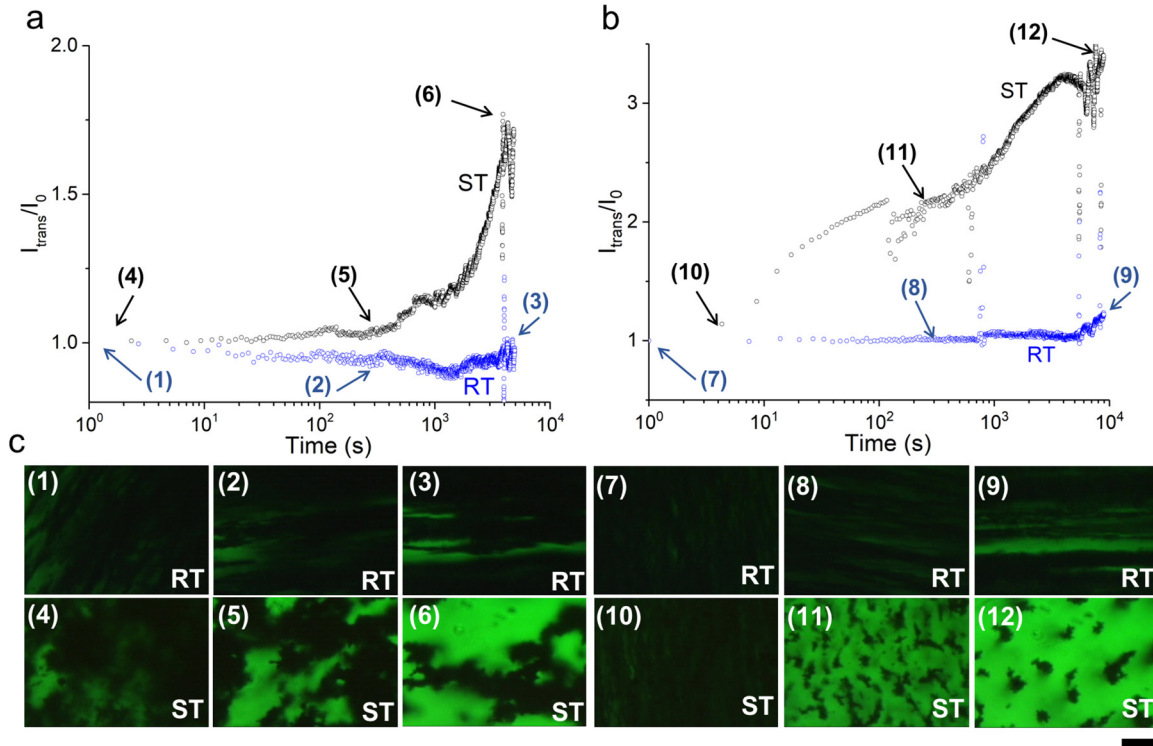 a
2.0
1.5
1.0
I_trans/I_0
(6)
ST
(4)
(5)
(3)
(1)
(2)
RT
10^0 10^1 10^2 10^3 10^4
Time (s)
b
3
2
1
I_trans/I_0
(12)
ST
(11)
(10)
(8)
(9)
(7)
RT
10^0 10^1 10^2 10^3 10^4
Time (s)
c
(1) (2) (3) (7) (8) (9)
RT RT RT RT RT RT
(4) (5) (6) (10) (11) (12)
ST ST ST ST ST ST